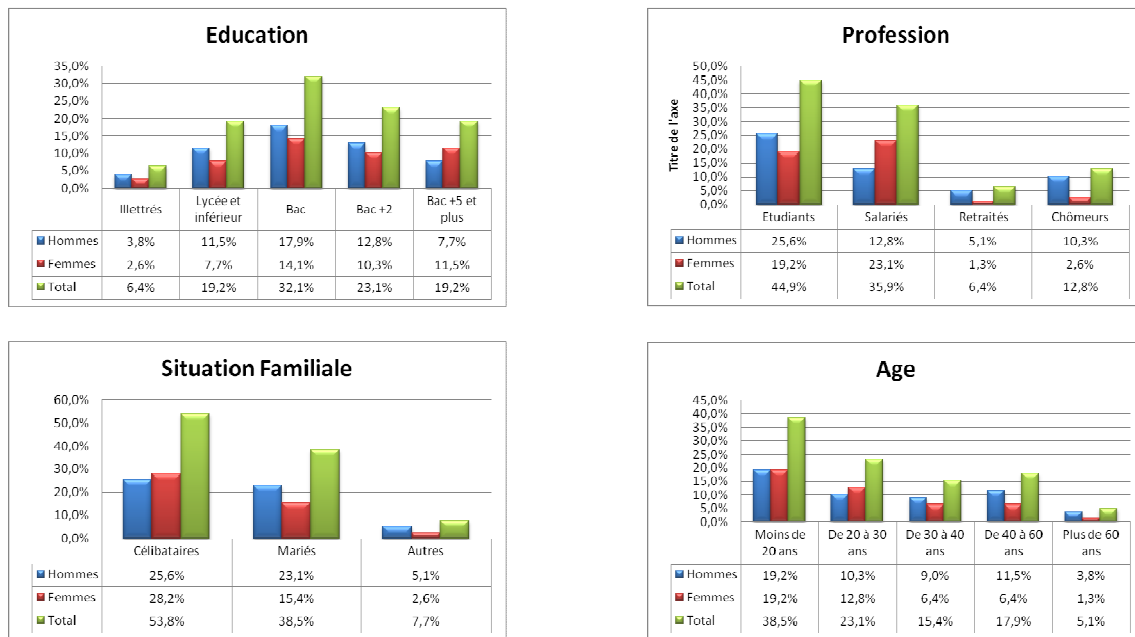 Education
35,0%
30,0%
25,0%
20,0%
15,0%
10,0%
5,0%
0,0%
Illettrés Lycée et inférieur Bac Bac +2 Bac +5 et plus
Hommes 3,8% 11,5% 17,9% 12,8% 7,7%
Femmes 2,6% 7,7% 14,1% 10,3% 11,5%
Total 6,4% 19,2% 32,1% 23,1% 19,2%
Profession
Titre de l'axe
50,0%
45,0%
40,0%
35,0%
30,0%
25,0%
20,0%
15,0%
10,0%
5,0%
0,0%
Etudiants Salariés Retraités Chômeurs
Hommes 25,6% 12,8% 5,1% 10,3%
Femmes 19,2% 23,1% 1,3% 2,6%
Total 44,9% 35,9% 6,4% 12,8%
Situation Familiale
60,0%
50,0%
40,0%
30,0%
20,0%
10,0%
0,0%
Célibataires Mariés Autres
Hommes 25,6% 23,1% 5,1%
Femmes 28,2% 15,4% 2,6%
Total 53,8% 38,5% 7,7%
Age
45,0%
40,0%
35,0%
30,0%
25,0%
20,0%
15,0%
10,0%
5,0%
0,0%
Moins de 20 ans De 20 à 30 ans De 30 à 40 ans De 40 à 60 ans Plus de 60 ans
Hommes 19,2% 10,3% 9,0% 11,5% 3,8%
Femmes 19,2% 12,8% 6,4% 6,4% 1,3%
Total 38,5% 23,1% 15,4% 17,9% 5,1%